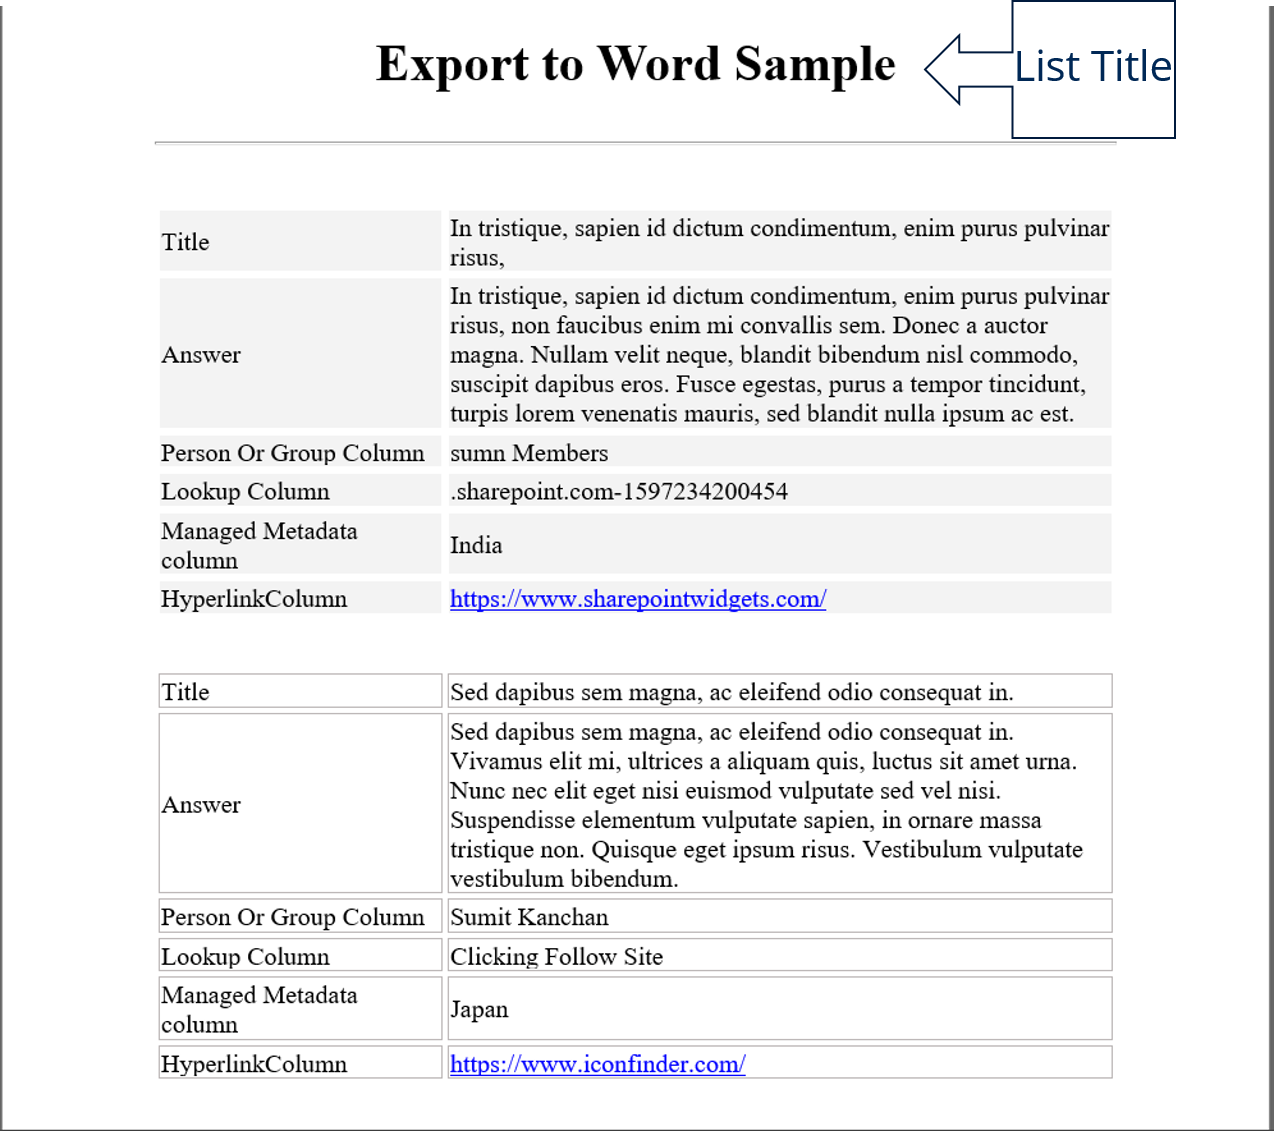 Export to Word Sample
List Title
Title
In tristique, sapien id dictum condimentum, enim purus pulvinar
risus,
Answer
In tristique, sapien id dictum condimentum, enim purus pulvinar
risus, non faucibus enim mi convallis sem. Donec a auctor
magna. Nullam velit neque, blandit bibendum nisl commodo,
suscipit dapibus eros. Fusce egestas, purus a tempor tincidunt,
turpis lorem venenatis mauris, sed blandit nulla ipsum ac est.
Person Or Group Column
sumn Members
Lookup Column
.sharepoint.com-1597234200454
Managed Metadata
column
India
HyperlinkColumn
https://www.sharepointwidgets.com/
Title
Sed dapibus sem magna, ac eleifend odio consequat in.
Answer
Sed dapibus sem magna, ac eleifend odio consequat in.
Vivamus elit mi, ultrices a aliquam quis, luctus sit amet urna.
Nunc nec elit eget nisi euismod vulputate sed vel nisi.
Suspendisse elementum vulputate sapien, in ornare massa
tristique non. Quisque eget ipsum risus. Vestibulum vulputate
vestibulum bibendum.
Person Or Group Column
Sumit Kanchan
Lookup Column
Clicking Follow Site
Managed Metadata
column
Japan
HyperlinkColumn
https://www.iconfinder.com/